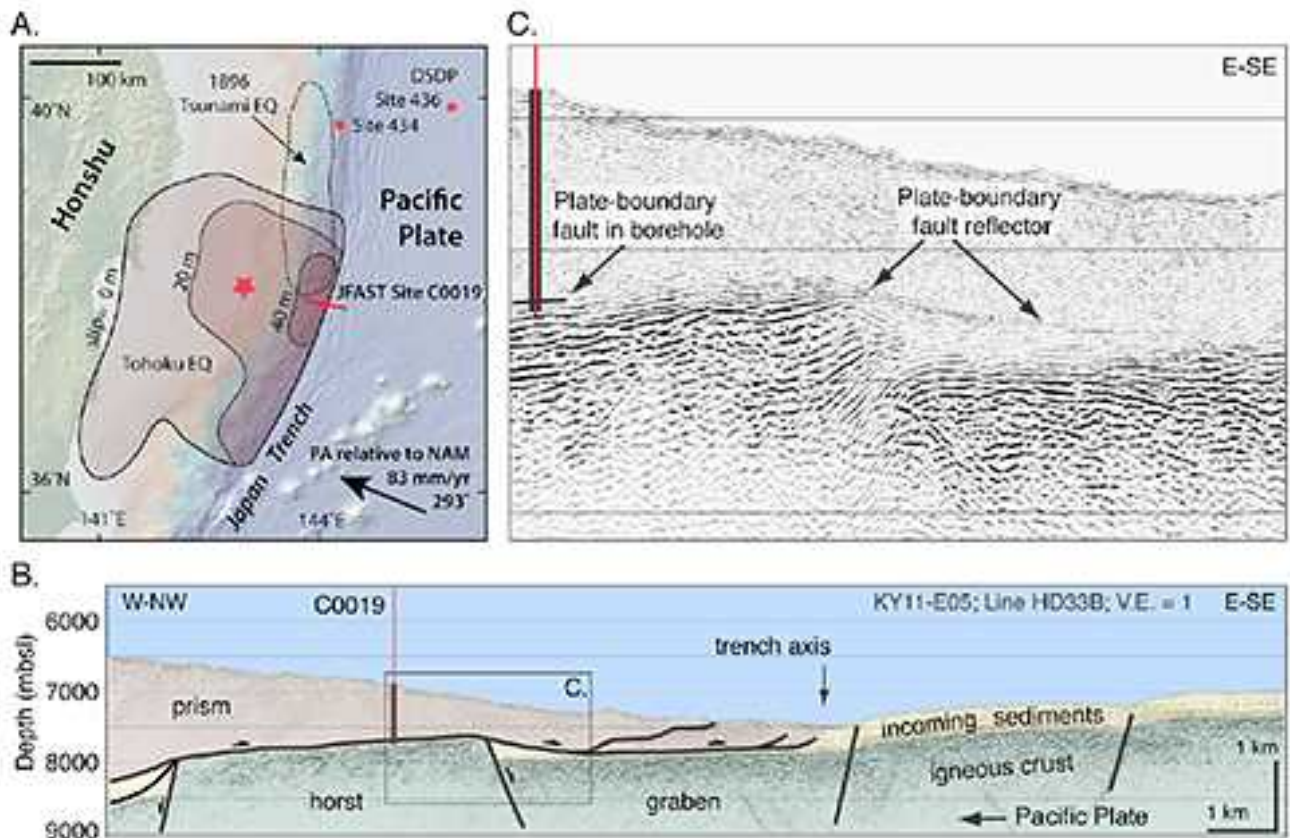 A.
100 km
1896
Tsunami EQ
DSDP
Site 436
Site 434
40°N
Honshu
Pacific
Plate
slip= 0 m
20 m
40 m
JFAST Site C0019
Tohoku EQ
Japan Trench
PA relative to NAM
83 mm/yr
293°
36°N
141°E
144°E
C.
E-SE
Plate-boundary
fault in borehole
Plate-boundary
fault reflector
B.
W-NW
C0019
KY11-E05; Line HD33B; V.E. = 1
E-SE
Depth (mbsl)
6000
7000
8000
9000
trench axis
C.
prism
incoming sediments
igneous crust
horst
graben
Pacific Plate
1 km
1 km